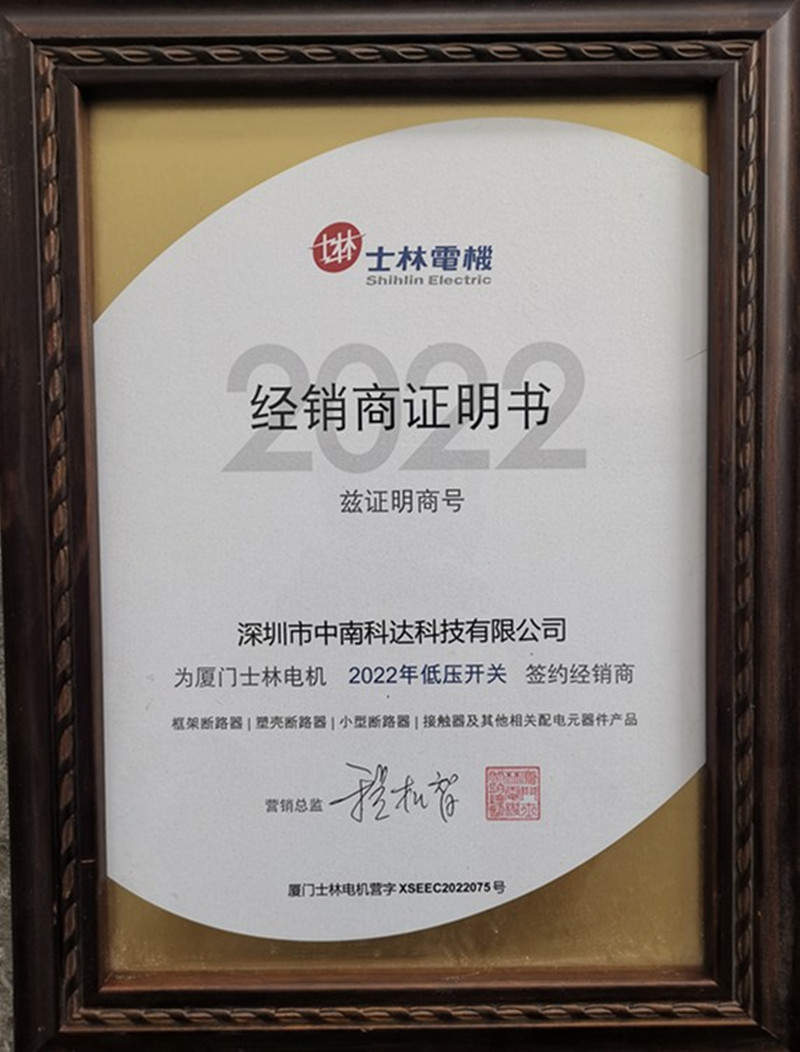 士林
士林電機
Shihlin Electric
2022
经销商证明书
兹证明商号
深圳市中南科达科技有限公司
为厦门士林电机 2022年低压开关 签约经销商
框架断路器 | 塑壳断路器 | 小型断路器 | 接触器及其他相关配电元器件产品
营销总监
厦门士林电机营字 XSEEC2022075 号